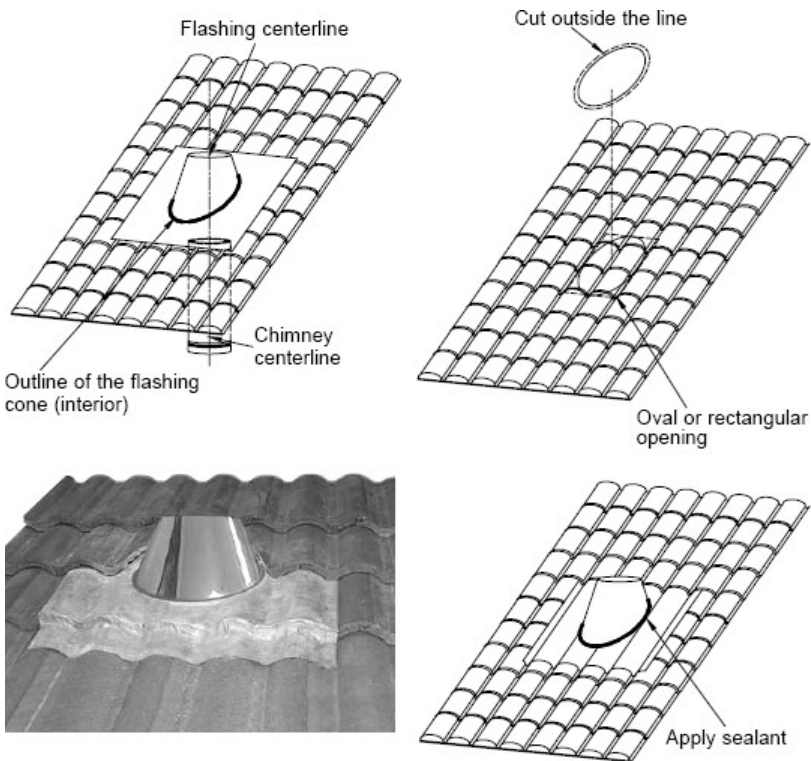 Flashing centerline
Chimney
centerline
Outline of the flashing
cone (interior)
Cut outside the line
Oval or rectangular
opening
Apply sealant